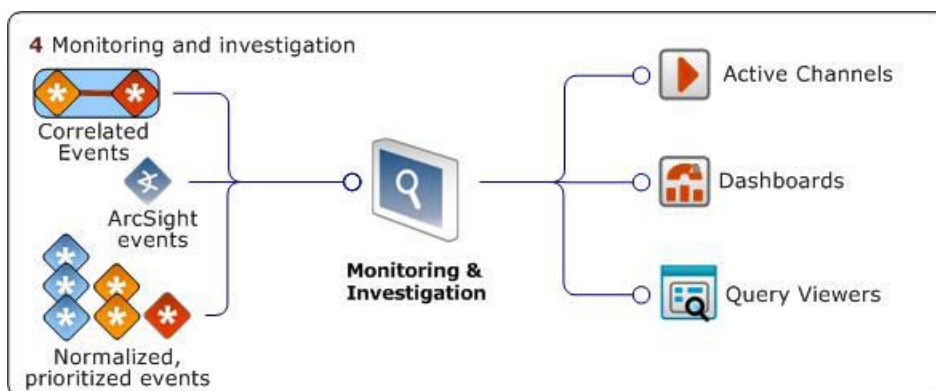 4 Monitoring and investigation
Correlated
Events
ArcSight
events
Normalized,
prioritized events
Monitoring &
Investigation
Active Channels
Dashboards
Query Viewers